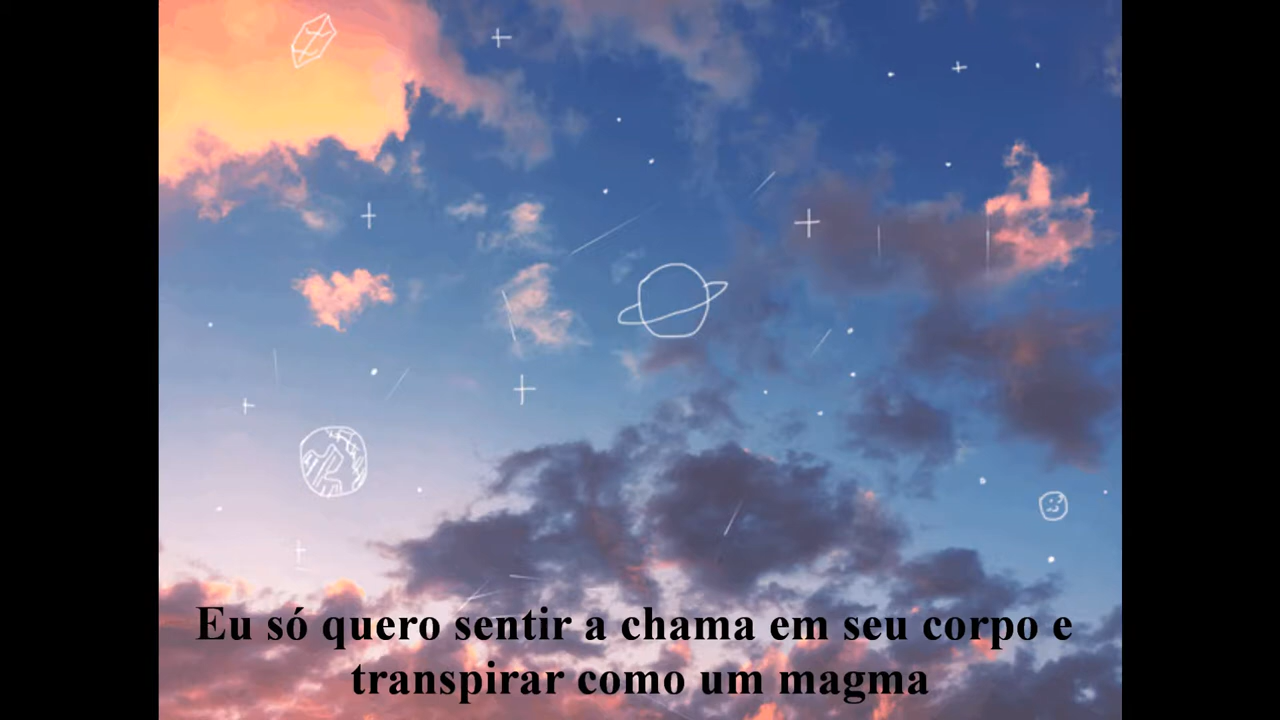 Eu só quero sentir a chama em seu corpo e
transpirar como um magma